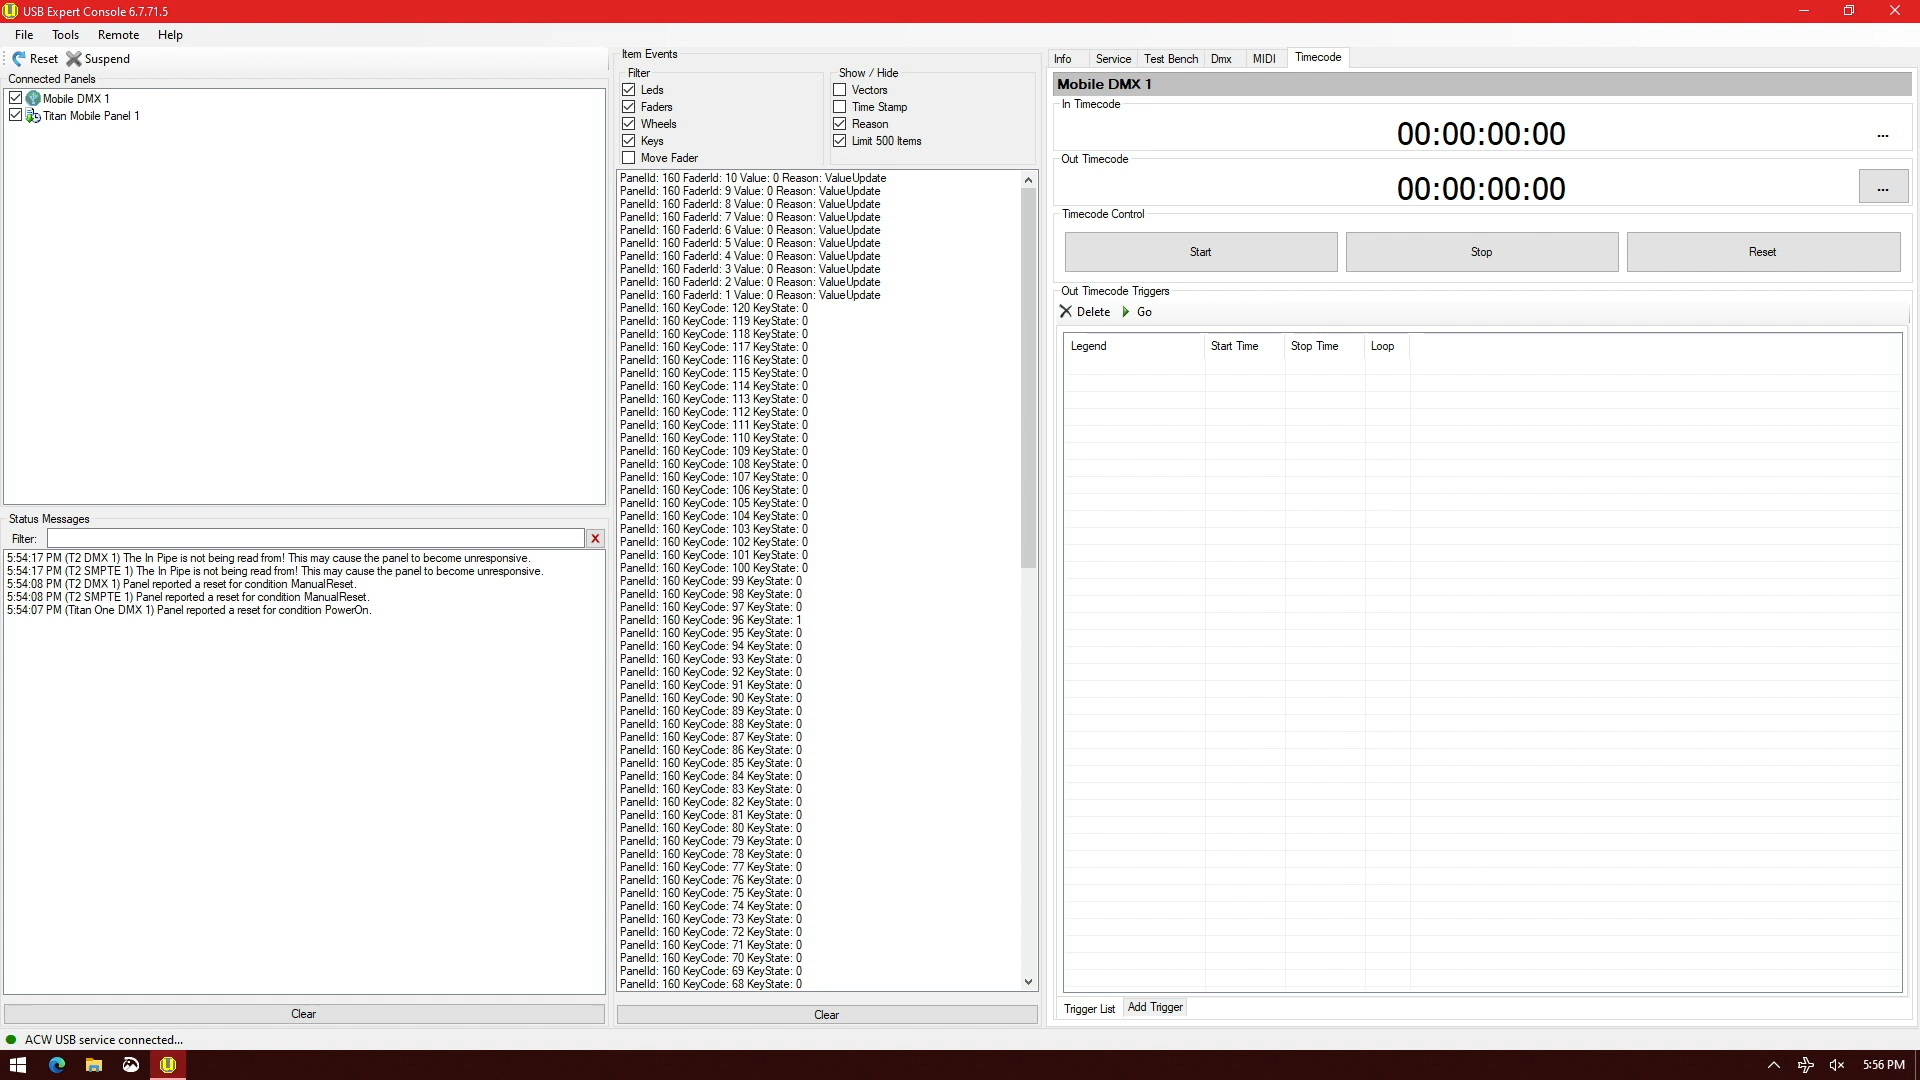 USB Expert Console 6.7.71.5
File Tools Remote Help
Reset Suspend
Connected Panels
Mobile DMX 1
Titan Mobile Panel 1
Status Messages
Filter:
X
5:54:17 PM (T2 DMX 1) The In Pipe is not being read from! This may cause the panel to become unresponsive.
5:54:17 PM (T2 SMPTE 1) The In Pipe is not being read from! This may cause the panel to become unresponsive.
5:54:08 PM (T2 DMX 1) Panel reported a reset for condition ManualReset.
5:54:08 PM (T2 SMPTE 1) Panel reported a reset for condition ManualReset.
5:54:07 PM (Titan One DMX 1) Panel reported a reset for condition PowerOn.
Clear
Item Events
Filter
Leds
Faders
Wheels
Keys
Move Fader
Show / Hide
Vectors
Time Stamp
Reason
Limit 500 Items
PanelId: 160 FaderId: 10 Value: 0 Reason: ValueUpdate
PanelId: 160 FaderId: 9 Value: 0 Reason: ValueUpdate
PanelId: 160 FaderId: 8 Value: 0 Reason: ValueUpdate
PanelId: 160 FaderId: 7 Value: 0 Reason: ValueUpdate
PanelId: 160 FaderId: 6 Value: 0 Reason: ValueUpdate
PanelId: 160 FaderId: 5 Value: 0 Reason: ValueUpdate
PanelId: 160 FaderId: 4 Value: 0 Reason: ValueUpdate
PanelId: 160 FaderId: 3 Value: 0 Reason: ValueUpdate
PanelId: 160 FaderId: 2 Value: 0 Reason: ValueUpdate
PanelId: 160 FaderId: 1 Value: 0 Reason: ValueUpdate
PanelId: 160 KeyCode: 120 KeyState: 0
PanelId: 160 KeyCode: 119 KeyState: 0
PanelId: 160 KeyCode: 118 KeyState: 0
PanelId: 160 KeyCode: 117 KeyState: 0
PanelId: 160 KeyCode: 116 KeyState: 0
PanelId: 160 KeyCode: 115 KeyState: 0
PanelId: 160 KeyCode: 114 KeyState: 0
PanelId: 160 KeyCode: 113 KeyState: 0
PanelId: 160 KeyCode: 112 KeyState: 0
PanelId: 160 KeyCode: 111 KeyState: 0
PanelId: 160 KeyCode: 110 KeyState: 0
PanelId: 160 KeyCode: 109 KeyState: 0
PanelId: 160 KeyCode: 108 KeyState: 0
PanelId: 160 KeyCode: 107 KeyState: 0
PanelId: 160 KeyCode: 106 KeyState: 0
PanelId: 160 KeyCode: 105 KeyState: 0
PanelId: 160 KeyCode: 104 KeyState: 0
PanelId: 160 KeyCode: 103 KeyState: 0
PanelId: 160 KeyCode: 102 KeyState: 0
PanelId: 160 KeyCode: 101 KeyState: 0
PanelId: 160 KeyCode: 100 KeyState: 0
PanelId: 160 KeyCode: 99 KeyState: 0
PanelId: 160 KeyCode: 98 KeyState: 0
PanelId: 160 KeyCode: 97 KeyState: 0
PanelId: 160 KeyCode: 96 KeyState: 1
PanelId: 160 KeyCode: 95 KeyState: 0
PanelId: 160 KeyCode: 94 KeyState: 0
PanelId: 160 KeyCode: 93 KeyState: 0
PanelId: 160 KeyCode: 92 KeyState: 0
PanelId: 160 KeyCode: 91 KeyState: 0
PanelId: 160 KeyCode: 90 KeyState: 0
PanelId: 160 KeyCode: 89 KeyState: 0
PanelId: 160 KeyCode: 88 KeyState: 0
PanelId: 160 KeyCode: 87 KeyState: 0
PanelId: 160 KeyCode: 86 KeyState: 0
PanelId: 160 KeyCode: 85 KeyState: 0
PanelId: 160 KeyCode: 84 KeyState: 0
PanelId: 160 KeyCode: 83 KeyState: 0
PanelId: 160 KeyCode: 82 KeyState: 0
PanelId: 160 KeyCode: 81 KeyState: 0
PanelId: 160 KeyCode: 80 KeyState: 0
PanelId: 160 KeyCode: 79 KeyState: 0
PanelId: 160 KeyCode: 78 KeyState: 0
PanelId: 160 KeyCode: 77 KeyState: 0
PanelId: 160 KeyCode: 76 KeyState: 0
PanelId: 160 KeyCode: 75 KeyState: 0
PanelId: 160 KeyCode: 74 KeyState: 0
PanelId: 160 KeyCode: 73 KeyState: 0
PanelId: 160 KeyCode: 72 KeyState: 0
PanelId: 160 KeyCode: 71 KeyState: 0
PanelId: 160 KeyCode: 70 KeyState: 0
PanelId: 160 KeyCode: 69 KeyState: 0
PanelId: 160 KeyCode: 68 KeyState: 0
Clear
Info Service Test Bench Dmx MIDI Timecode
Mobile DMX 1
In Timecode
00:00:00:00 ...
Out Timecode
00:00:00:00 ...
Timecode Control
Start Stop Reset
Out Timecode Triggers
Delete Go
Legend Start Time Stop Time Loop
Trigger List Add Trigger
ACW USB service connected...
5:56 PM